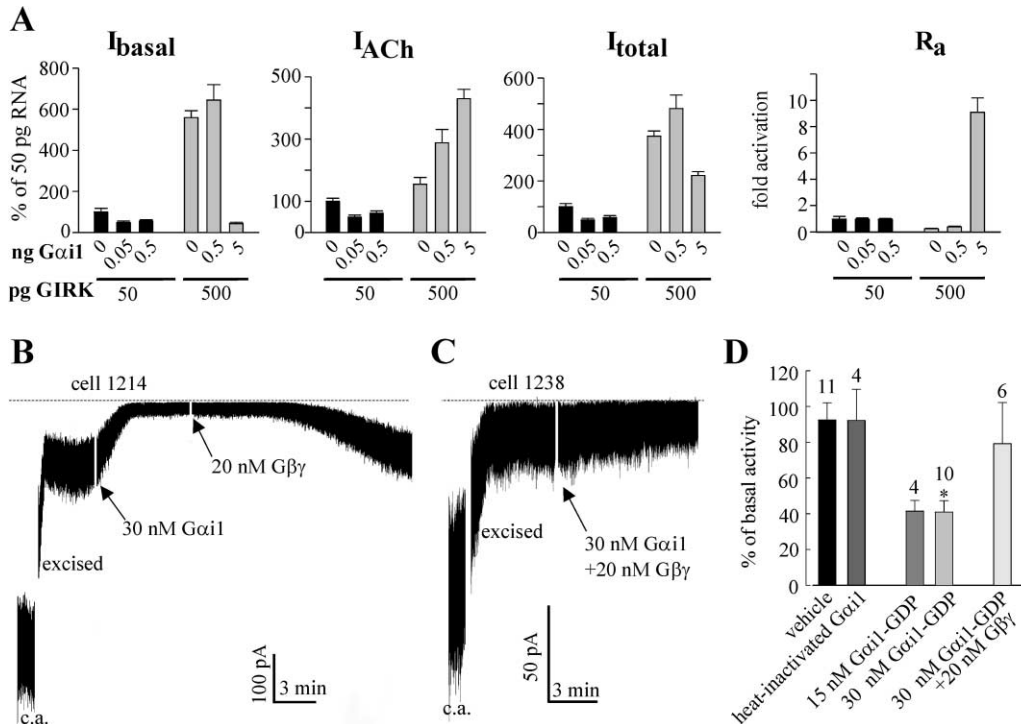 A
I basal
I ACh
I total
R a
% of 50 pg RNA
800
600
400
200
0
500
300
100
0
600
400
200
0
fold activation
10
8
6
4
2
0
ng Gαi1
0 0.05 0.5 0 0.5 5
0 0.05 0.5 0 0.5 5
0 0.05 0.5 0 0.5 5
0 0.05 0.5 0 0.5 5
pg GIRK
50 500
50 500
50 500
50 500
B
cell 1214
20 nM Gβγ
30 nM Gαi1
excised
c.a.
100 pA
3 min
C
cell 1238
excised
30 nM Gαi1
+20 nM Gβγ
c.a.
50 pA
3 min
D
% of basal activity
120
100
80
60
40
20
0
11
4
4
10
*
6
vehicle
heat-inactivated Gαi1
15 nM Gαi1-GDP
30 nM Gαi1-GDP
30 nM Gαi1-GDP
+20 nM Gβγ